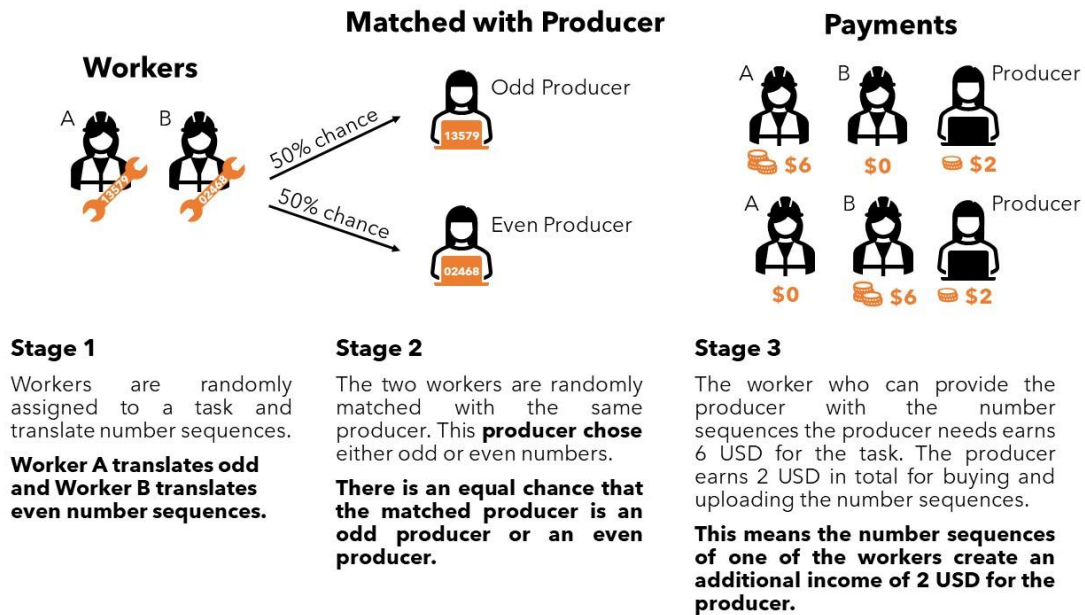 Workers
A
B
13579
02468
50% chance
50% chance
Matched with Producer
Odd Producer
13579
Even Producer
02468
Payments
A
B
Producer
$6
$0
$2
A
B
Producer
$0
$6
$2
Stage 1
Workers are randomly
assigned to a task and
translate number sequences.
Worker A translates odd
and Worker B translates
even number sequences.
Stage 2
The two workers are randomly
matched with the same
producer. This producer chose
either odd or even numbers.
There is an equal chance that
the matched producer is an
odd producer or an even
producer.
Stage 3
The worker who can provide the
producer with the number
sequences the producer needs earns
6 USD for the task. The producer
earns 2 USD in total for buying and
uploading the number sequences.
This means the number sequences
of one of the workers create an
additional income of 2 USD for the
producer.